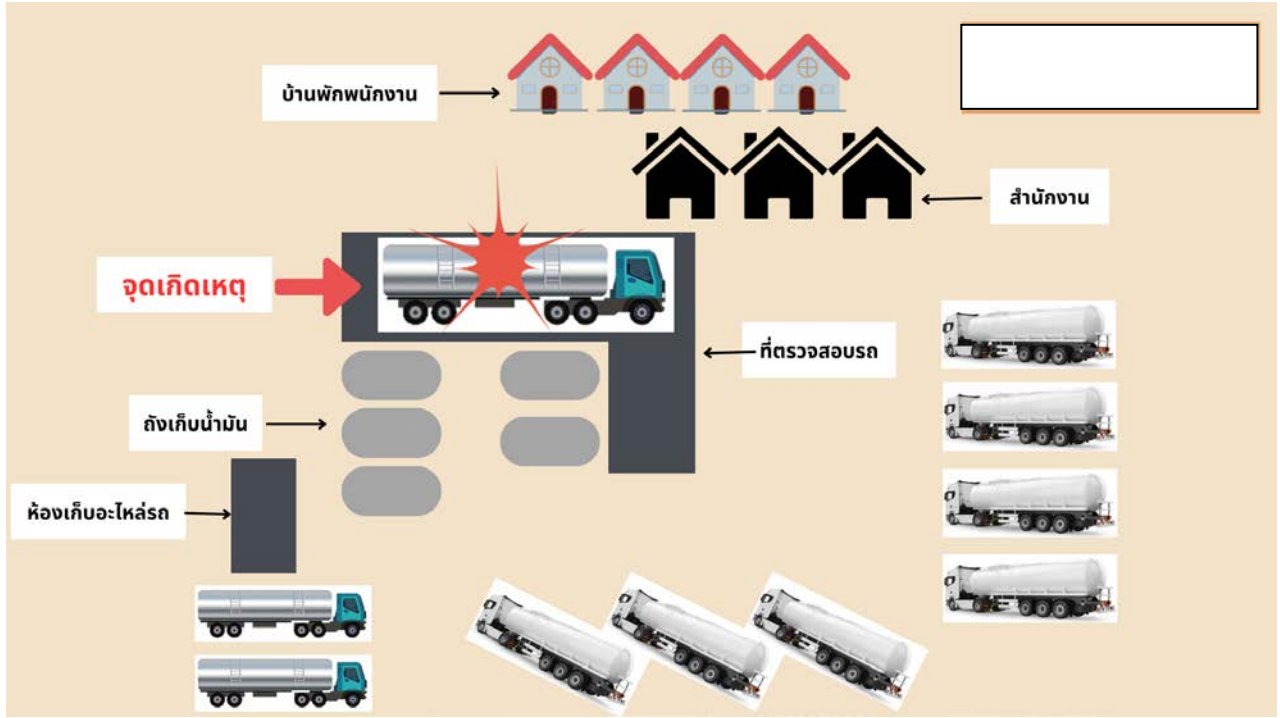 บ้านพักพนักงาน
สำนักงาน
จุดเกิดเหตุ
ที่ตรวจสอบรถ
ถังเก็บน้ำมัน
ห้องเก็บอะไหล่รถ